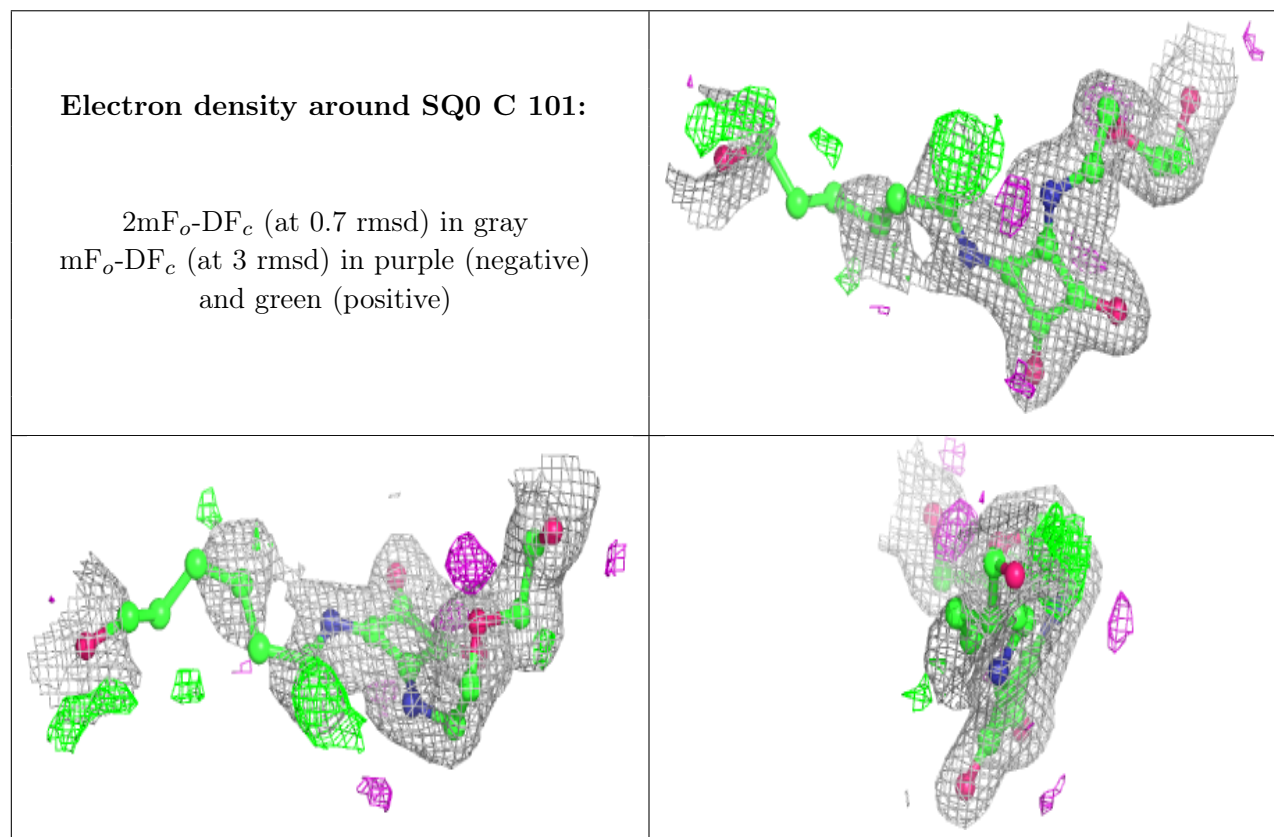 Electron density around SQ0 C 101:
2mFo-DFc (at 0.7 rmsd) in gray
mFo-DFc (at 3 rmsd) in purple (negative)
and green (positive)